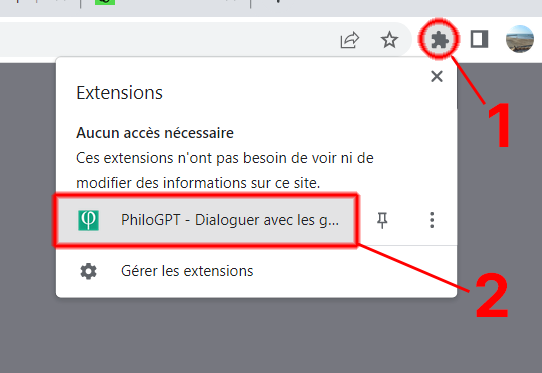 Extensions
1
Aucun accès nécessaire
Ces extensions n'ont pas besoin de voir ni de
modifier des informations sur ce site.
φ PhiloGPT - Dialoguer avec les g...
Gérer les extensions
2